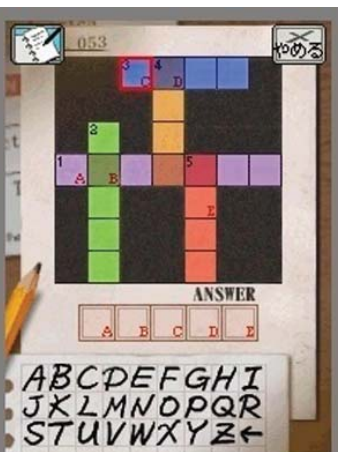 053
やめる
3 C 4 D
2
1 A B 5
E
ANSWER
A B C D E
ABCDEFGHI
JKLMNOPQR
STUVWXYZ←